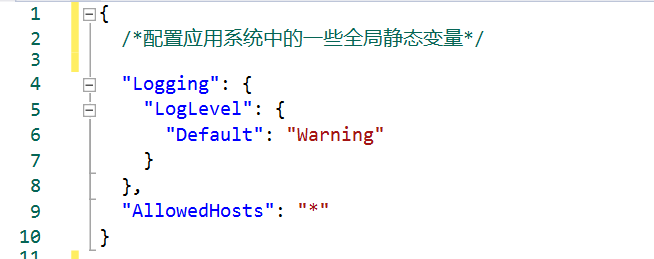 1 {
2 /*配置应用系统中的一些全局静态变量*/
3
4 "Logging": {
5 "LogLevel": {
6 "Default": "Warning"
7 }
8 },
9 "AllowedHosts": "*"
10 }
11